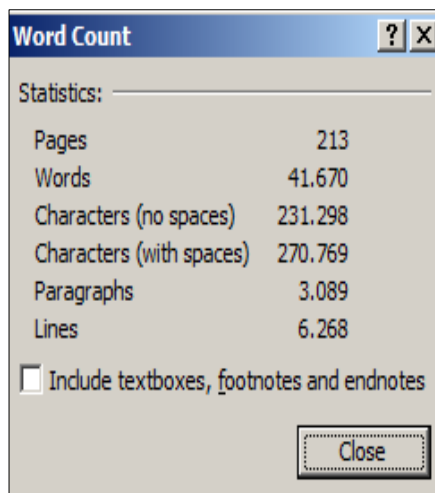 Word Count
Statistics:
Pages 213
Words 41.670
Characters (no spaces) 231.298
Characters (with spaces) 270.769
Paragraphs 3.089
Lines 6.268
Include textboxes, footnotes and endnotes
Close